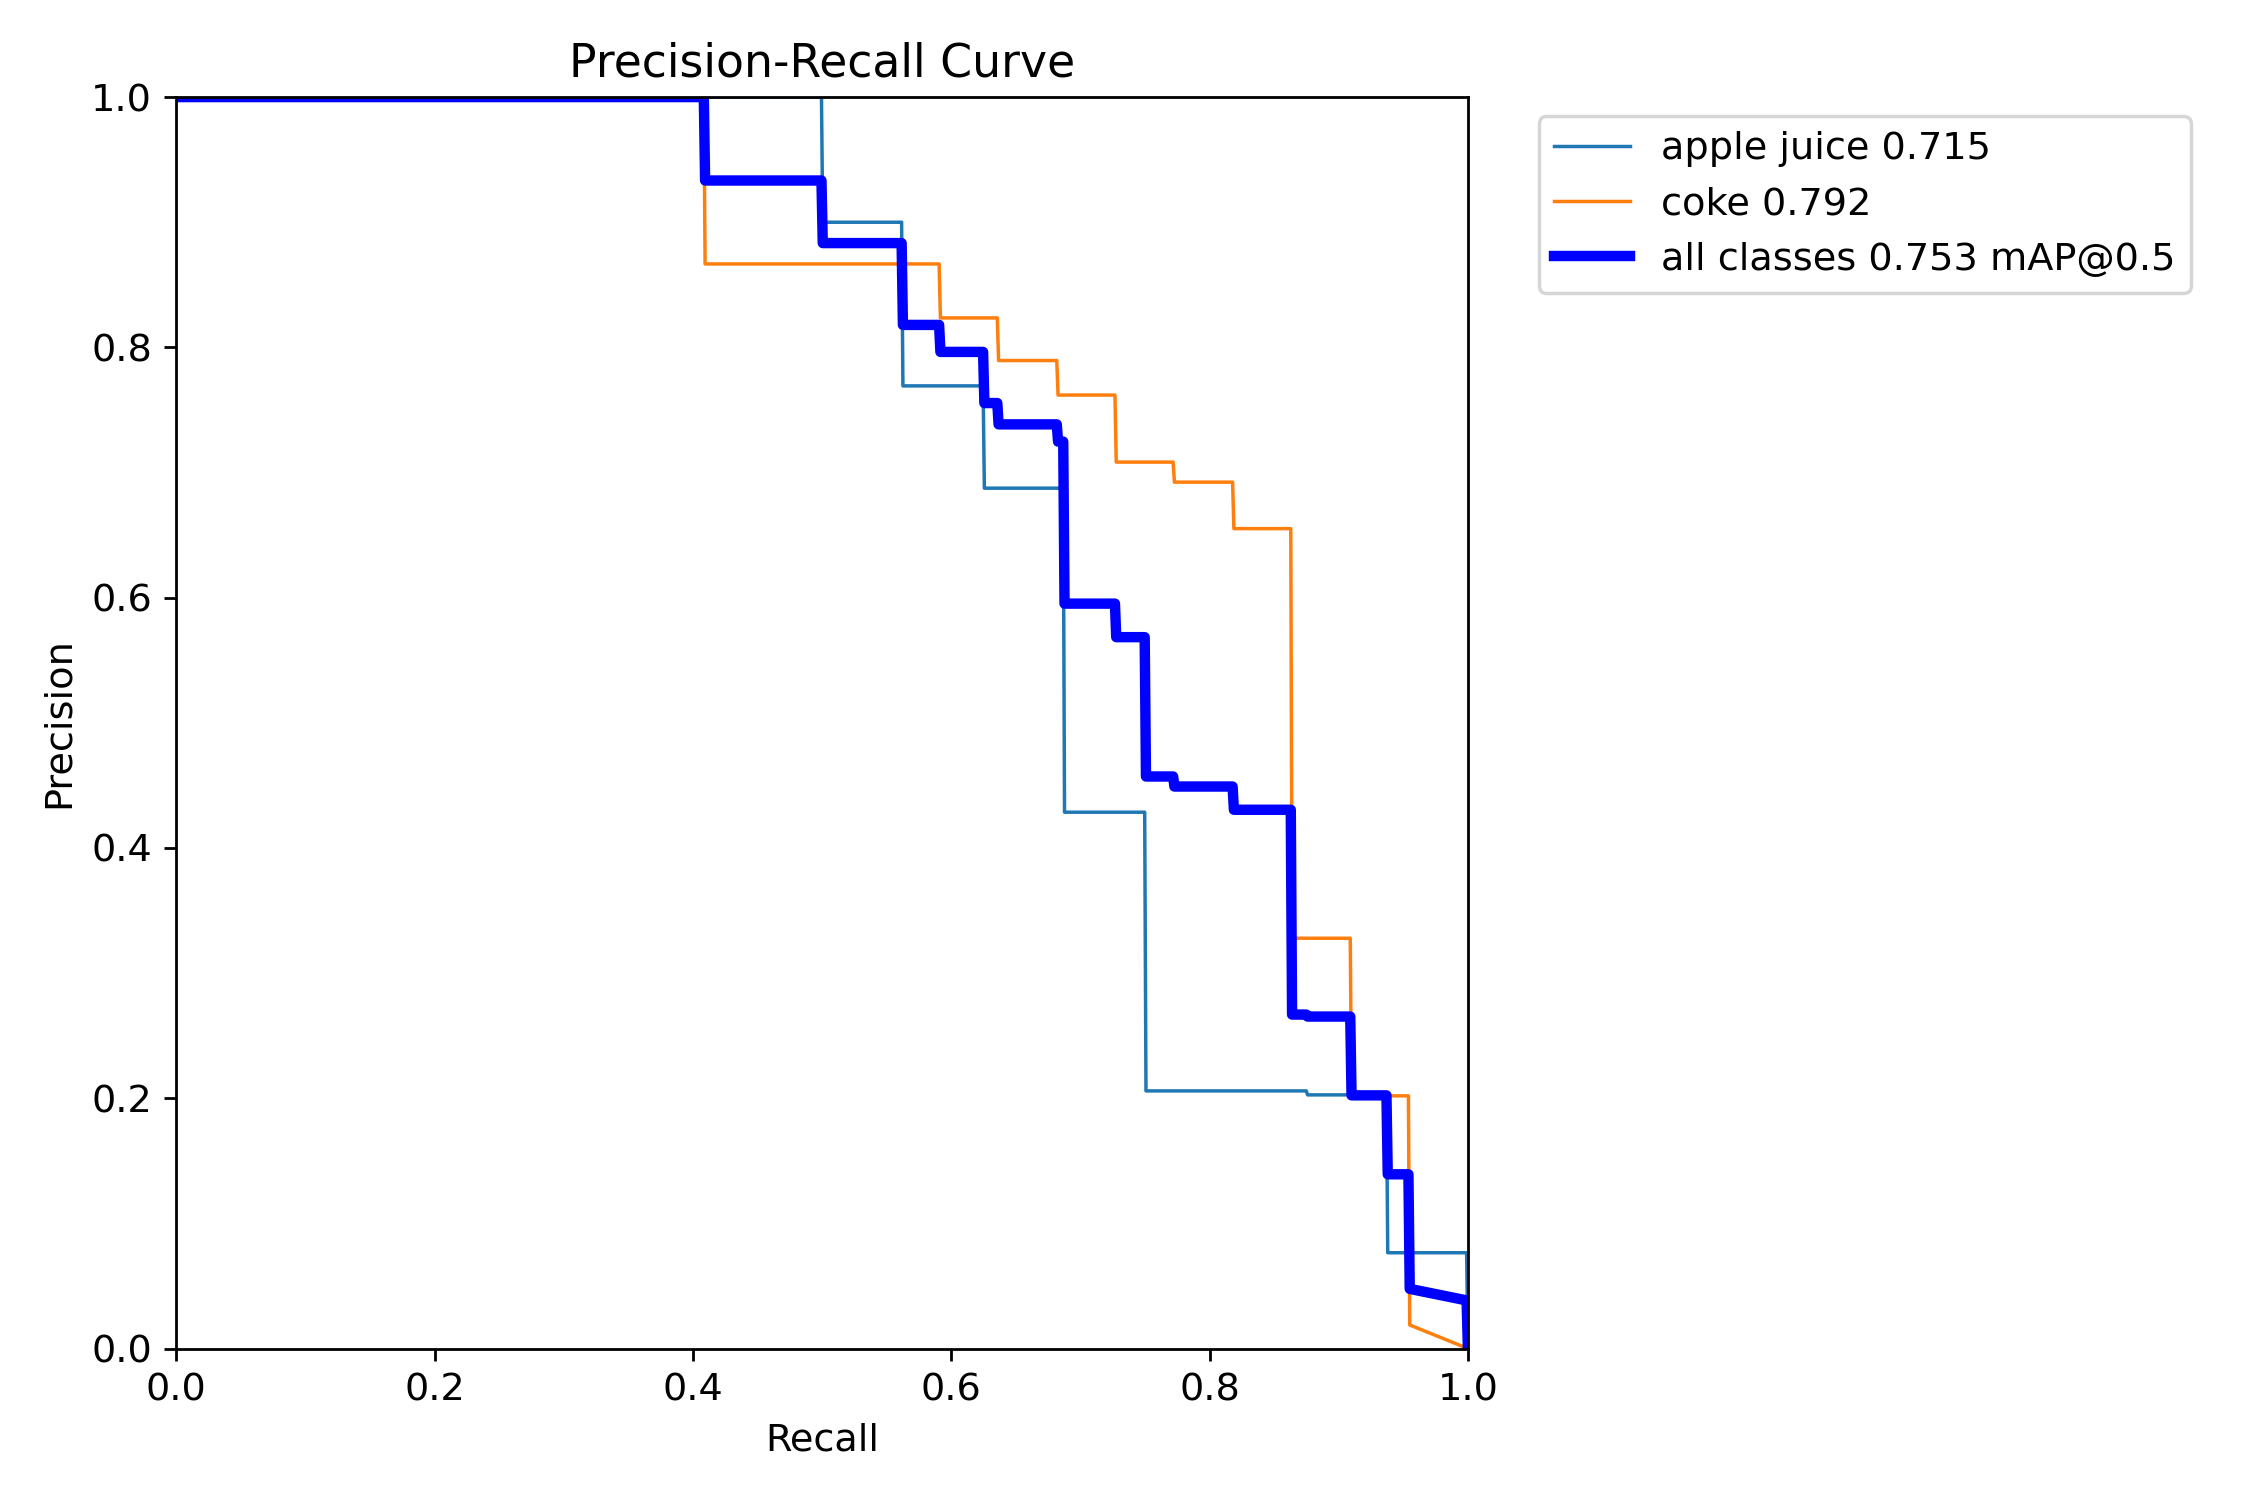 Precision-Recall Curve
apple juice 0.715
coke 0.792
all classes 0.753 mAP@0.5
1.0
0.8
0.6
0.4
0.2
0.0
Precision
0.0 0.2 0.4 0.6 0.8 1.0
Recall